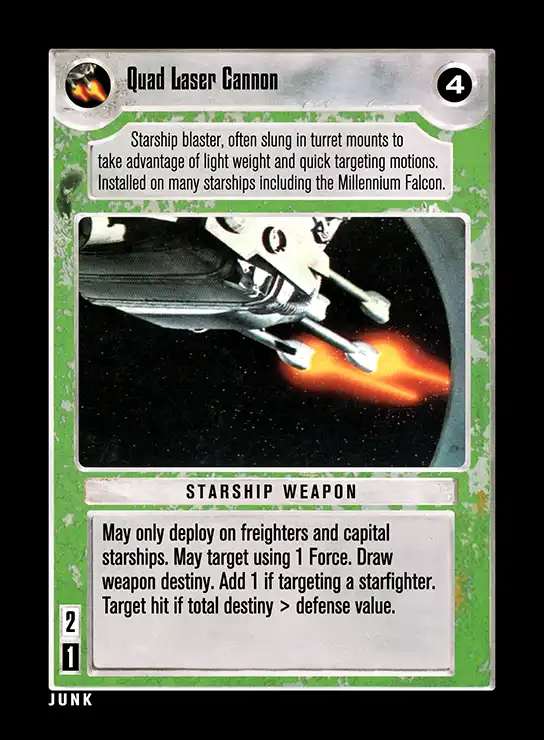 Quad Laser Cannon
4
Starship blaster, often slung in turret mounts to
take advantage of light weight and quick targeting motions.
Installed on many starships including the Millennium Falcon.
STARSHIP WEAPON
May only deploy on freighters and capital
starships. May target using 1 Force. Draw
weapon destiny. Add 1 if targeting a starfighter.
Target hit if total destiny > defense value.
2
1
JUNK